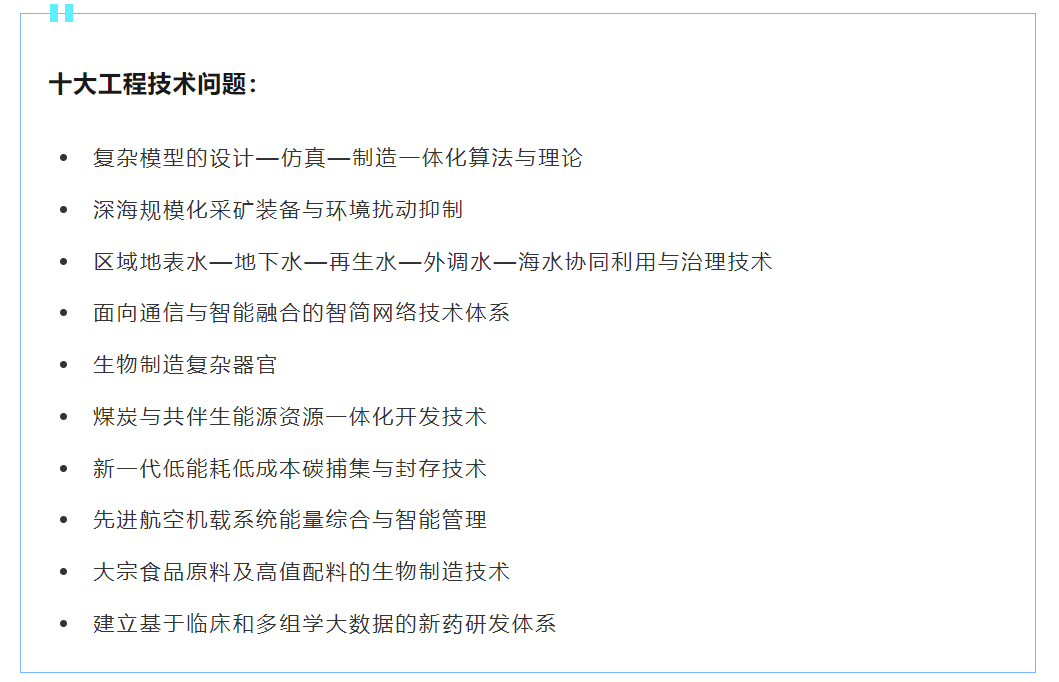 十大工程技术问题：
复杂模型的设计—仿真—制造一体化算法与理论
深海规模化采矿装备与环境扰动抑制
区域地表水—地下水—再生水—外调水—海水协同利用与治理技术
面向通信与智能融合的智简网络技术体系
生物制造复杂器官
煤炭与共伴生能源资源一体化开发技术
新一代低能耗低成本碳捕集与封存技术
先进航空机载系统能量综合与智能管理
大宗食品原料及高值配料的生物制造技术
建立基于临床和多组学大数据的新药研发体系